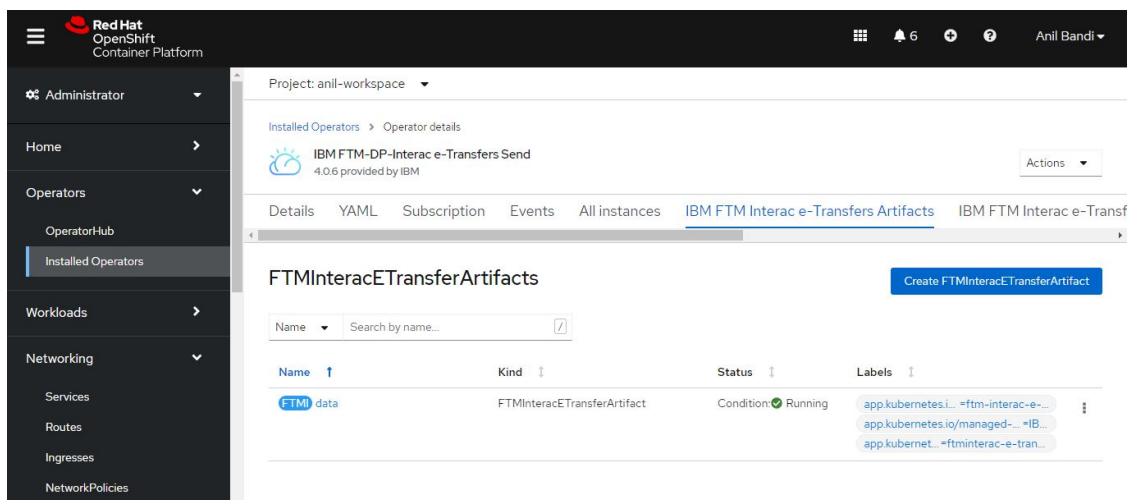 Red Hat
OpenShift
Container Platform
6
Anil Bandi
Administrator
Home
Operators
OperatorHub
Installed Operators
Workloads
Networking
Services
Routes
Ingresses
NetworkPolicies
Project: anil-workspace
Installed Operators > Operator details
IBM FTM-DP-Interac e-Transfers Send
4.0.6 provided by IBM
Actions
Details YAML Subscription Events All instances IBM FTM Interac e-Transfers Artifacts IBM FTM Interac e-Transf
FTMInteracETransferArtifacts
Create FTMInteracETransferArtifact
Name Search by name... /
Name Kind Status Labels
FTMI data FTMInteracETransferArtifact Condition: Running app.kubernetes.i... =ftm-interac-e-...
app.kubernetes.io/managed-... =IB...
app.kubernet... =ftminterac-e-tran...